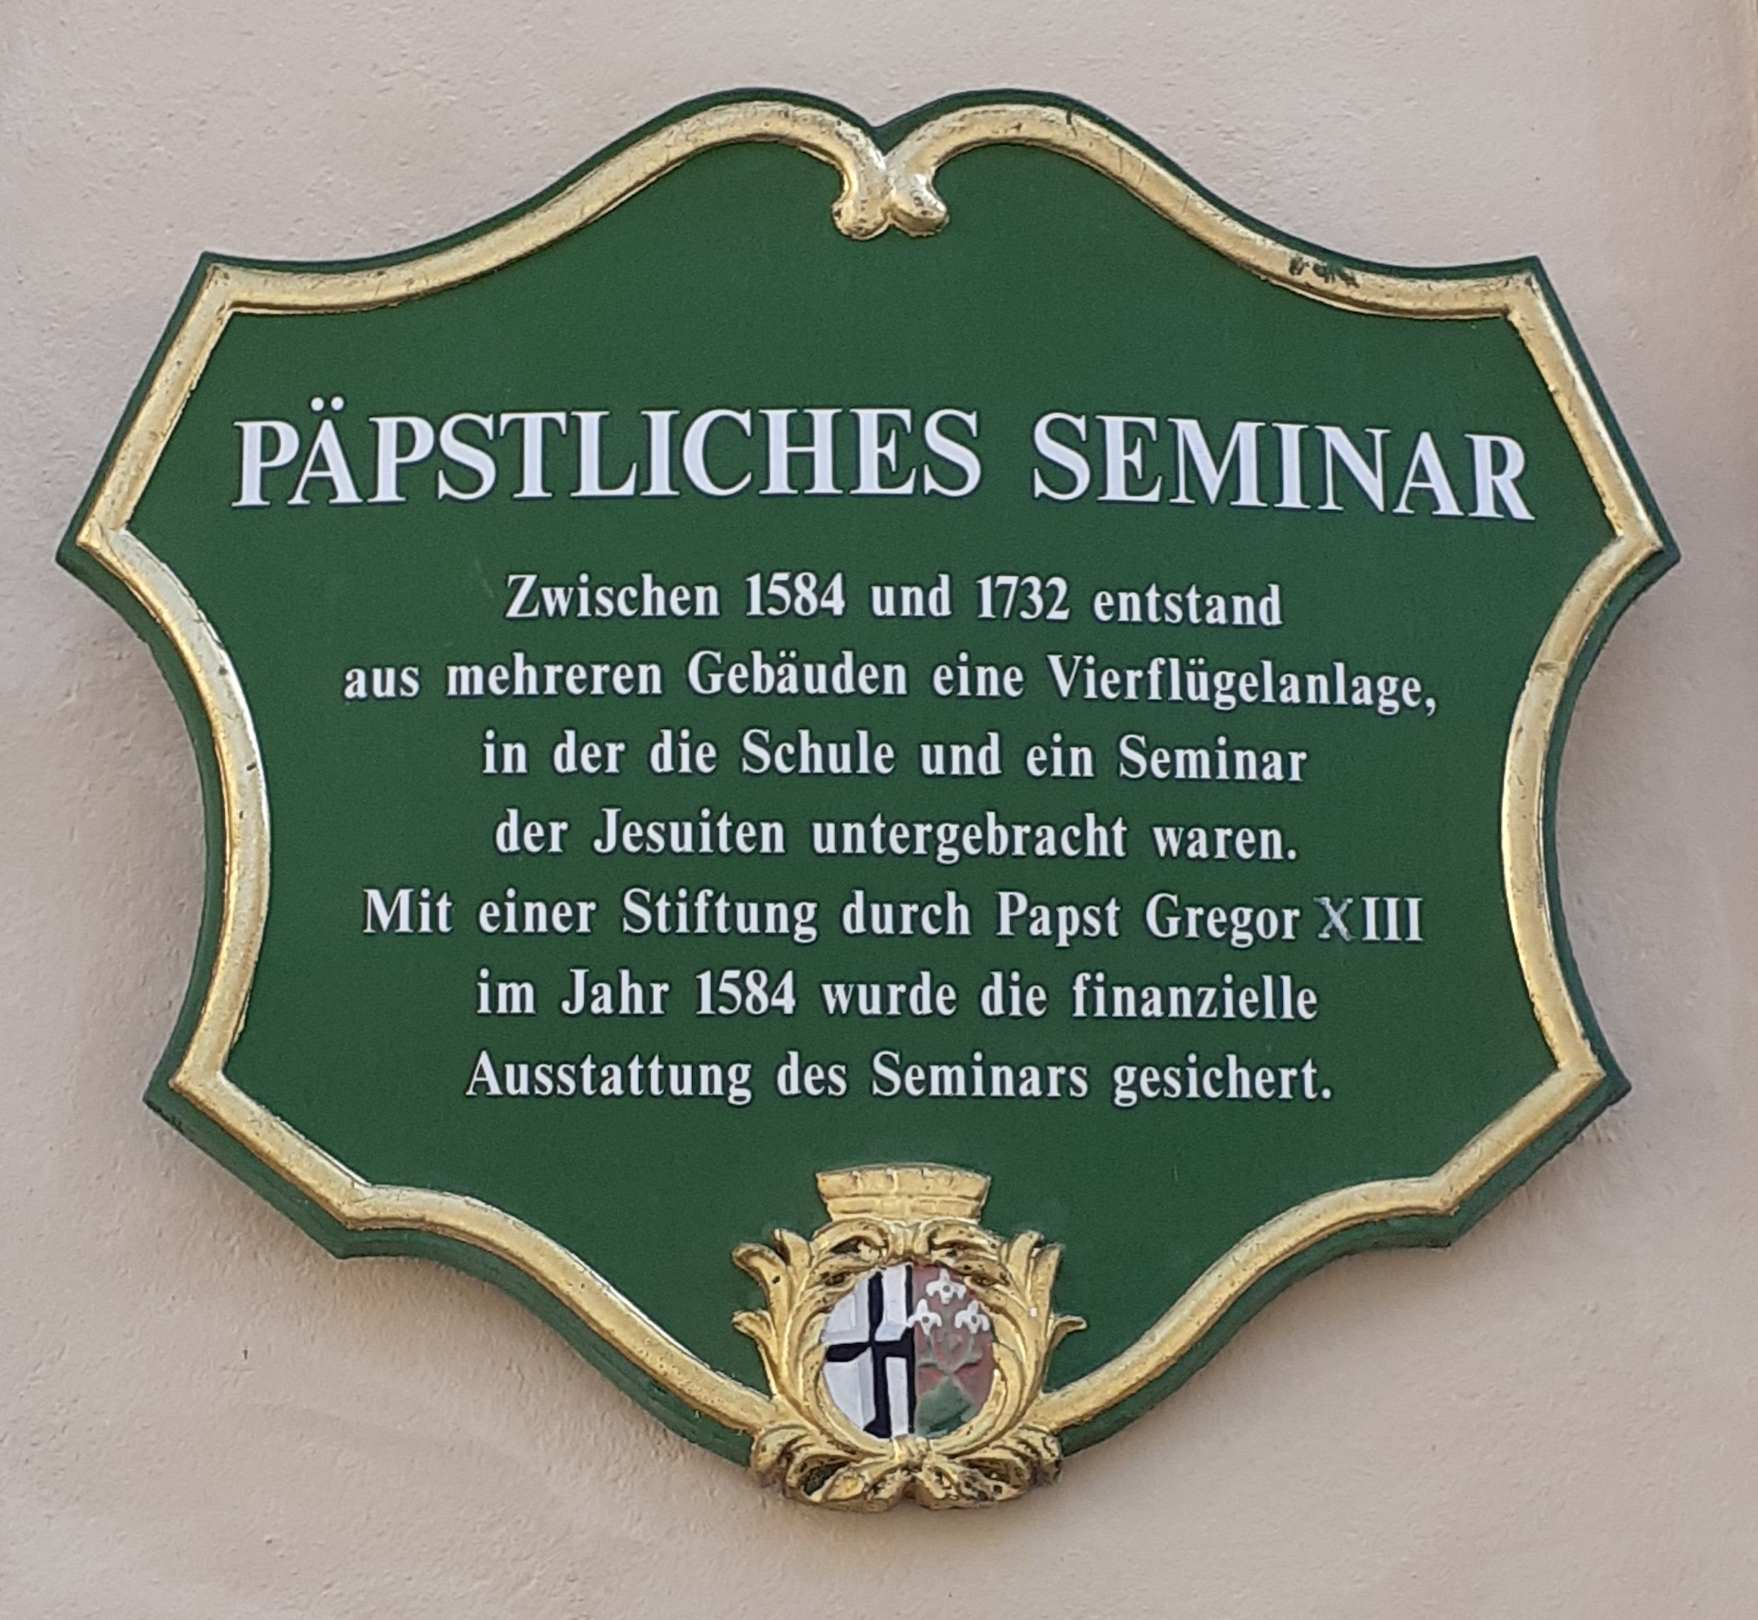 PÄPSTLICHES SEMINAR
Zwischen 1584 und 1732 entstand
aus mehreren Gebäuden eine Vierflügelanlage,
in der die Schule und ein Seminar
der Jesuiten untergebracht waren.
Mit einer Stiftung durch Papst Gregor XIII
im Jahr 1584 wurde die finanzielle
Ausstattung des Seminars gesichert.